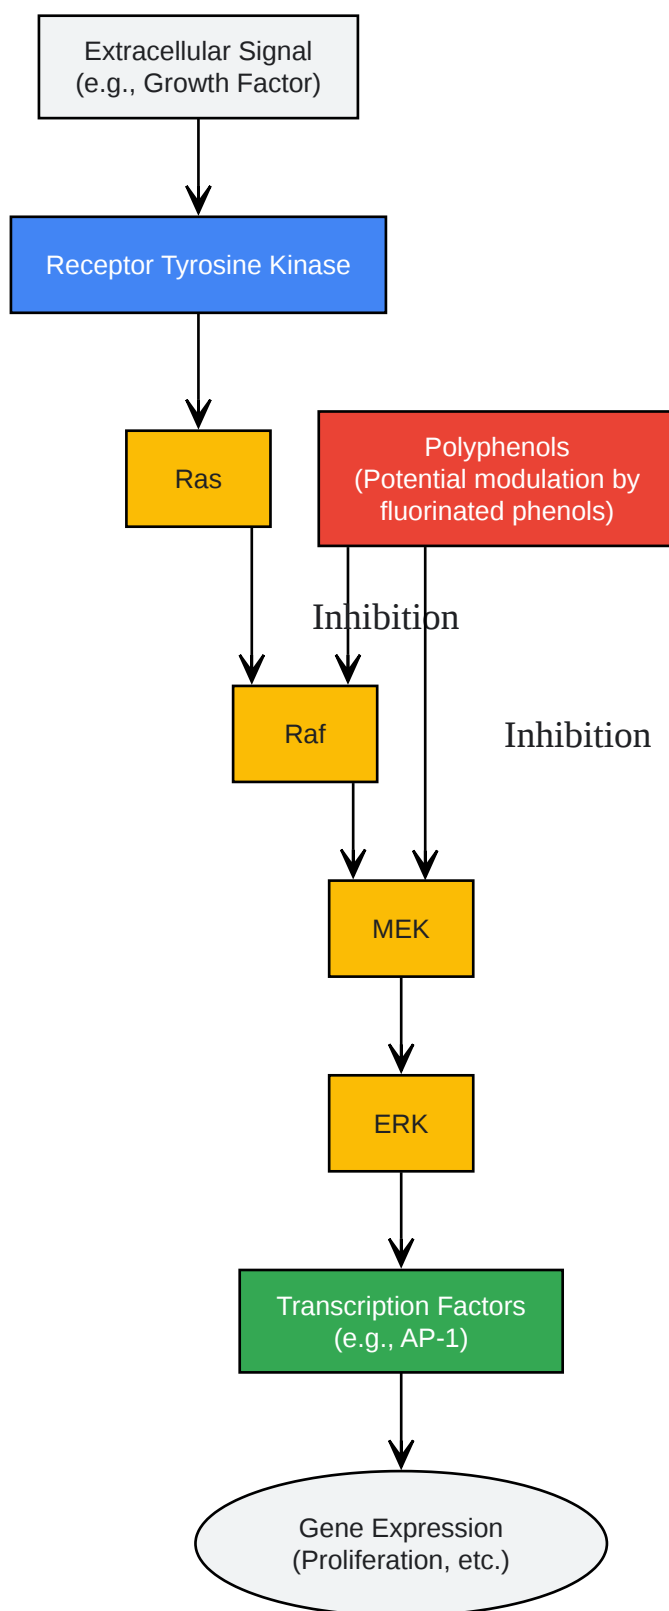 Extracellular Signal
(e.g., Growth Factor)
Receptor Tyrosine Kinase
Ras
Polyphenols
(Potential modulation by
fluorinated phenols)
Inhibition
Raf
Inhibition
MEK
ERK
Transcription Factors
(e.g., AP-1)
Gene Expression
(Proliferation, etc.)